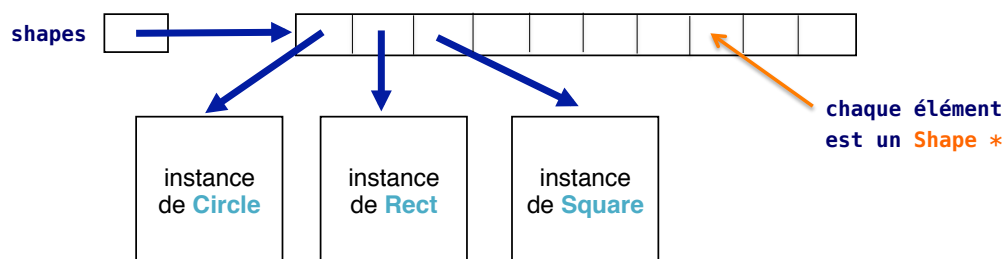 shapes
chaque élément
est un Shape *
instance
de Circle
instance
de Rect
instance
de Square